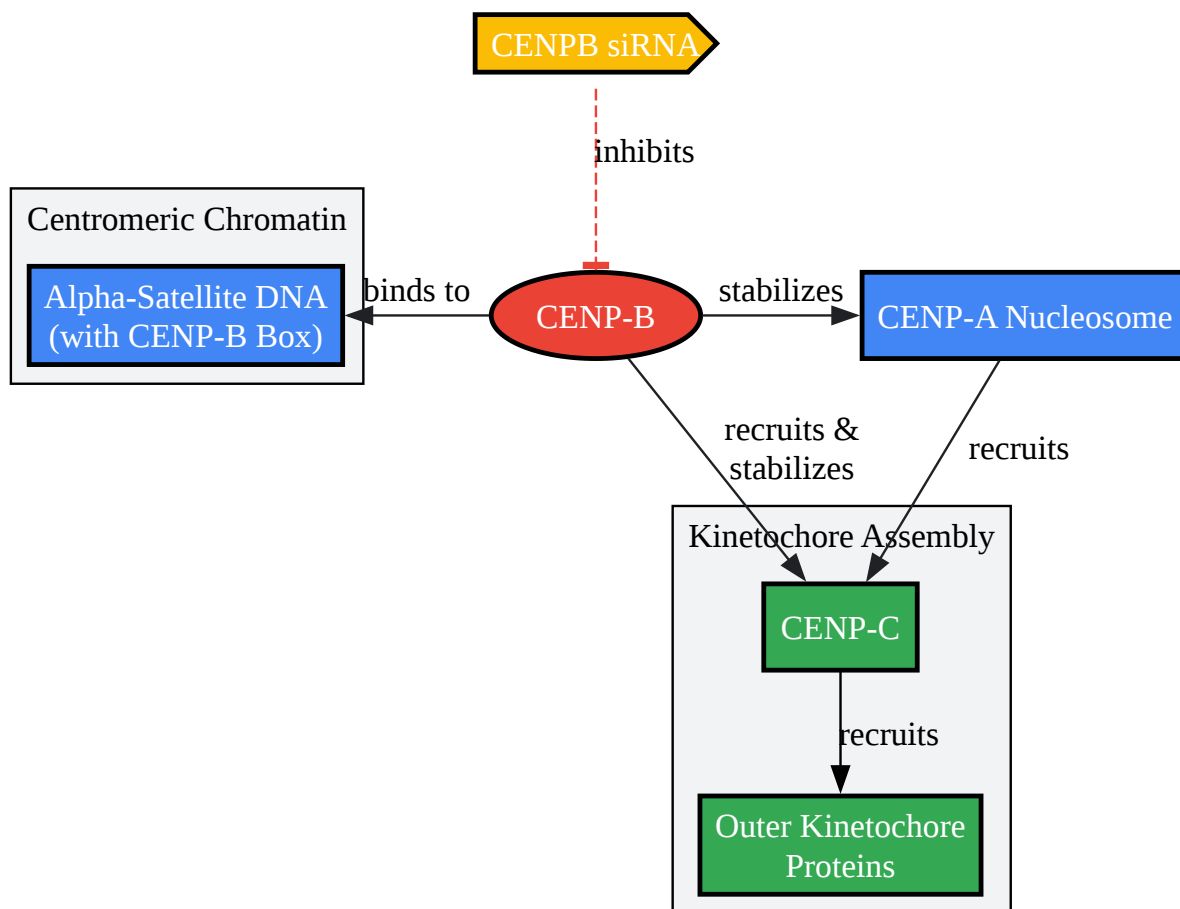 CENPB siRNA
inhibits
Centromeric Chromatin
Alpha-Satellite DNA
(with CENP-B Box)
binds to
CENP-B
stabilizes
CENP-A Nucleosome
recruits &
stabilizes
recruits
Kinetochore Assembly
CENP-C
recruits
Outer Kinetochore
Proteins